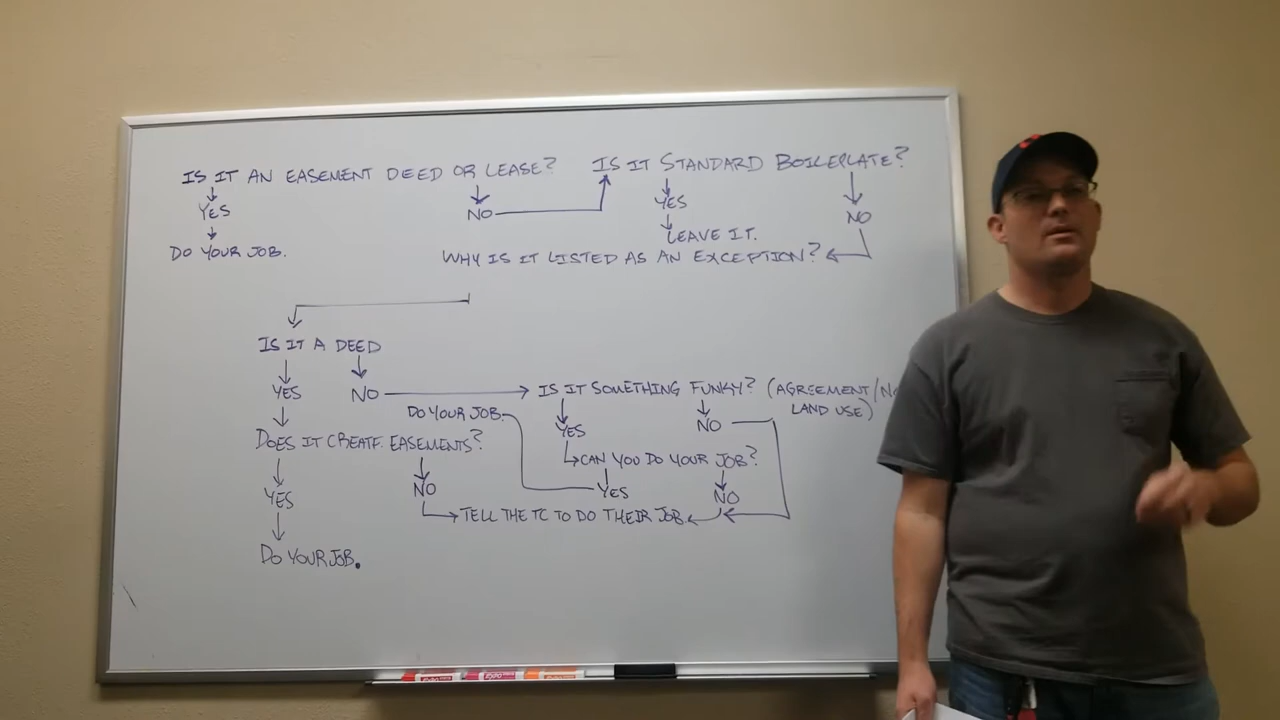 IS IT AN EASEMENT DEED OR LEASE?
IS IT STANDARD BOILERPLATE?
YES
NO
YES
NO
DO YOUR JOB.
LEAVE IT.
WHY IS IT LISTED AS AN EXCEPTION?
IS IT A DEED
YES
NO
IS IT SOMETHING FUNKY? (AGREEMENT/
LAND USE)
DO YOUR JOB.
YES
NO
DOES IT CREATE EASEMENTS?
CAN YOU DO YOUR JOB?
YES
NO
YES
NO
TELL THE TC TO DO THEIR JOB.
DO YOUR JOB.
EXPO
EXPO